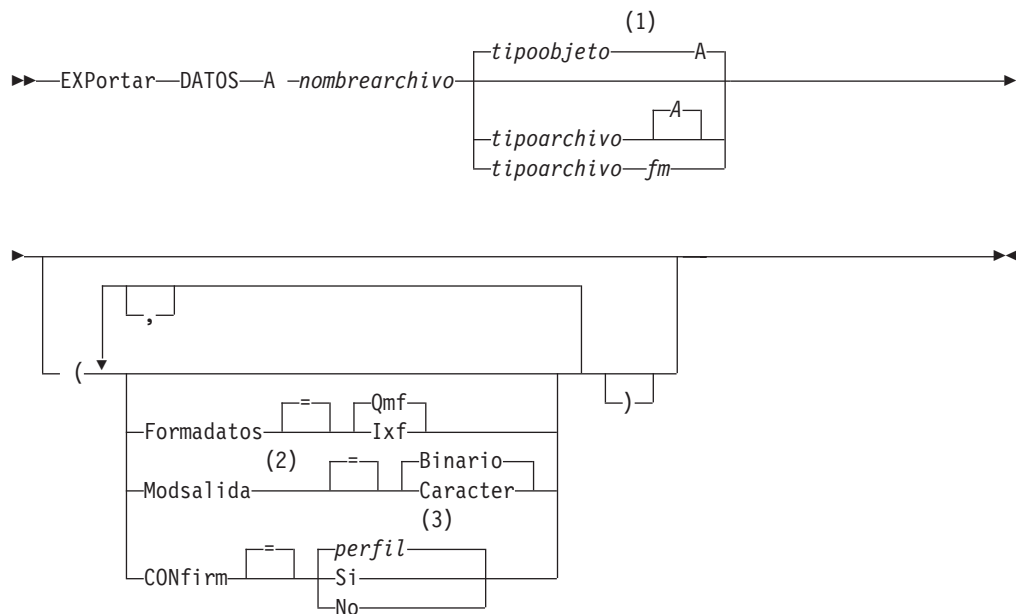 (1)
tipoobjeto A
EXPortar DATOS A nombrearchivo
A
tipoarchivo
tipoarchivo fm
,
(
)
= Qmf
Formadatos Ixf
(2)
= Binario
Modsalida Caracter
(3)
= perfil
CONfirm Si
No